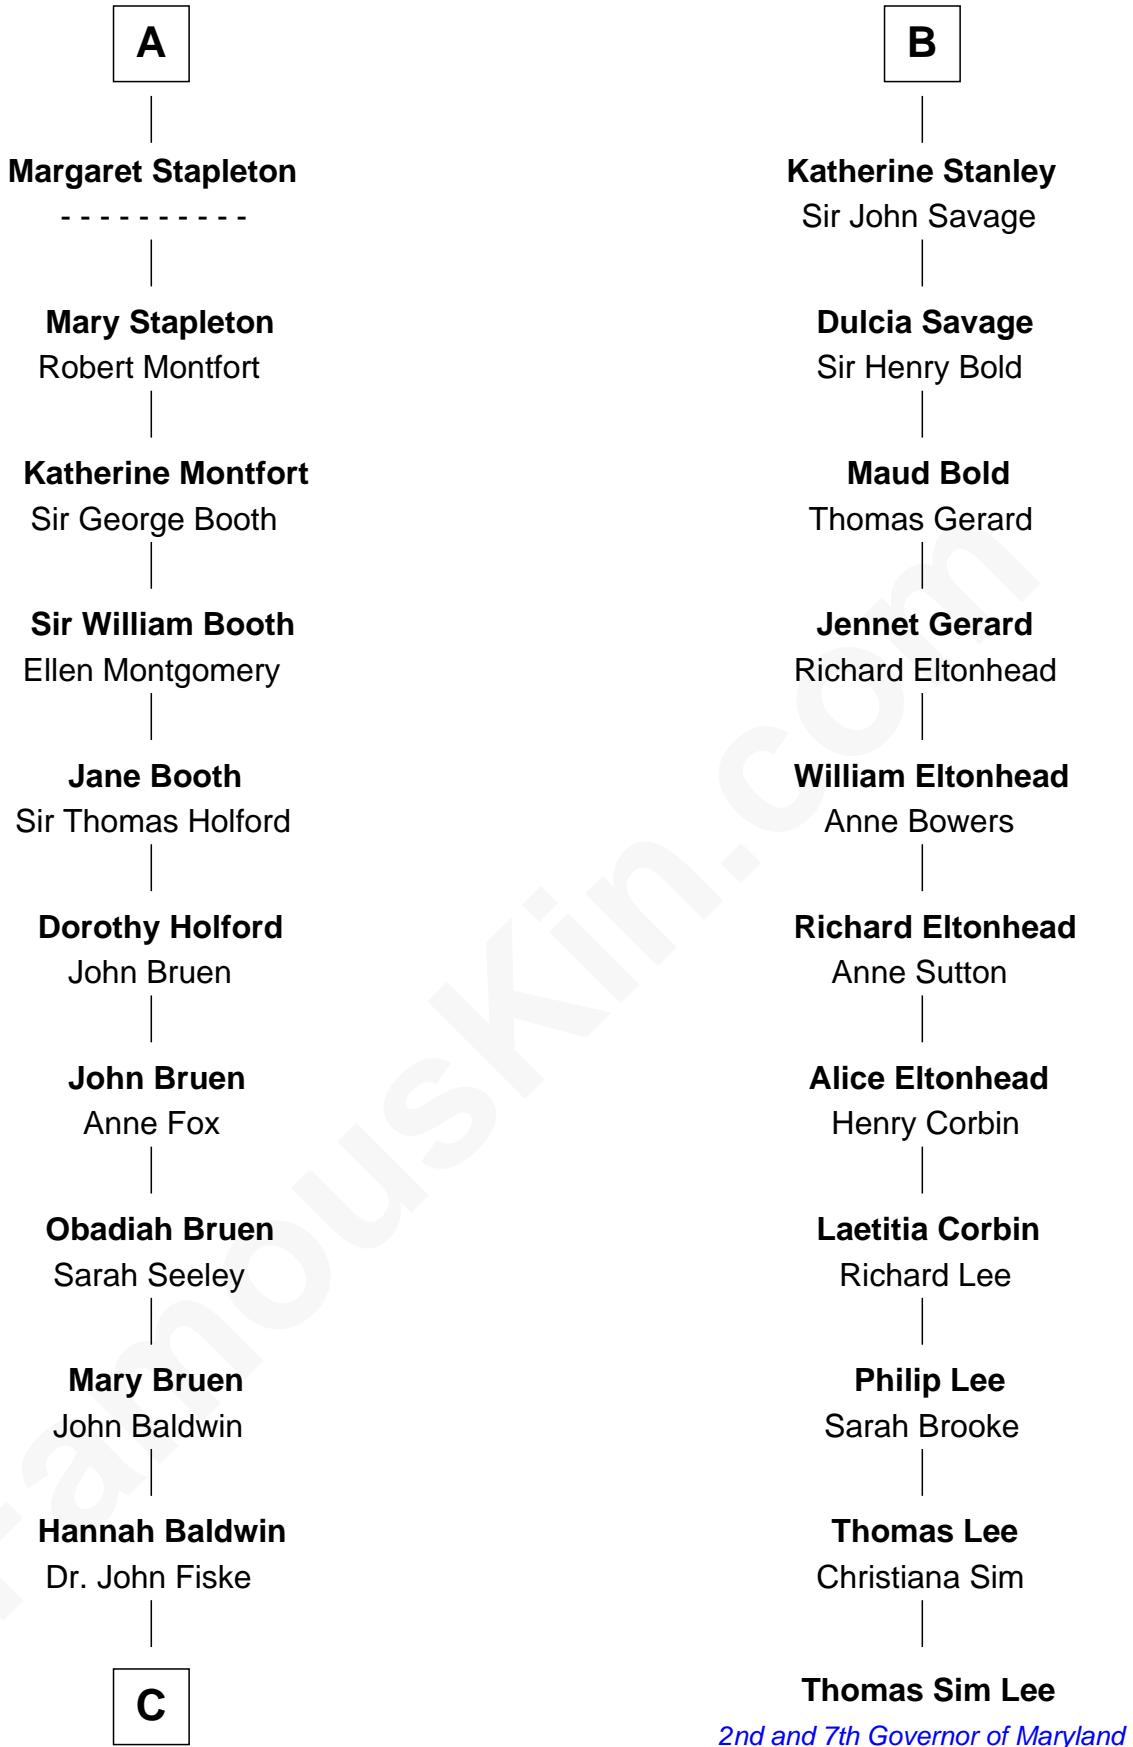 A
Margaret Stapleton
- - - - - - - - - -
Mary Stapleton
Robert Montfort
Katherine Montfort
Sir George Booth
Sir William Booth
Ellen Montgomery
Jane Booth
Sir Thomas Holford
Dorothy Holford
John Bruen
John Bruen
Anne Fox
Obadiah Bruen
Sarah Seeley
Mary Bruen
John Baldwin
Hannah Baldwin
Dr. John Fiske
C
B
Katherine Stanley
Sir John Savage
Dulcia Savage
Sir Henry Bold
Maud Bold
Thomas Gerard
Jennet Gerard
Richard Eltonhead
William Eltonhead
Anne Bowers
Richard Eltonhead
Anne Sutton
Alice Eltonhead
Henry Corbin
Laetitia Corbin
Richard Lee
Philip Lee
Sarah Brooke
Thomas Lee
Christiana Sim
Thomas Sim Lee
2nd and 7th Governor of Maryland
FamousKin.com